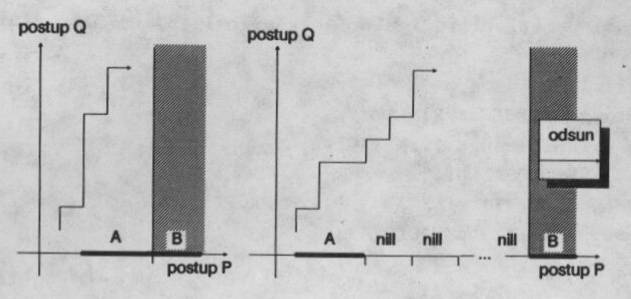 postup Q
A
B
postup P
postup Q
odsun
A nill nill ... nill B
postup P